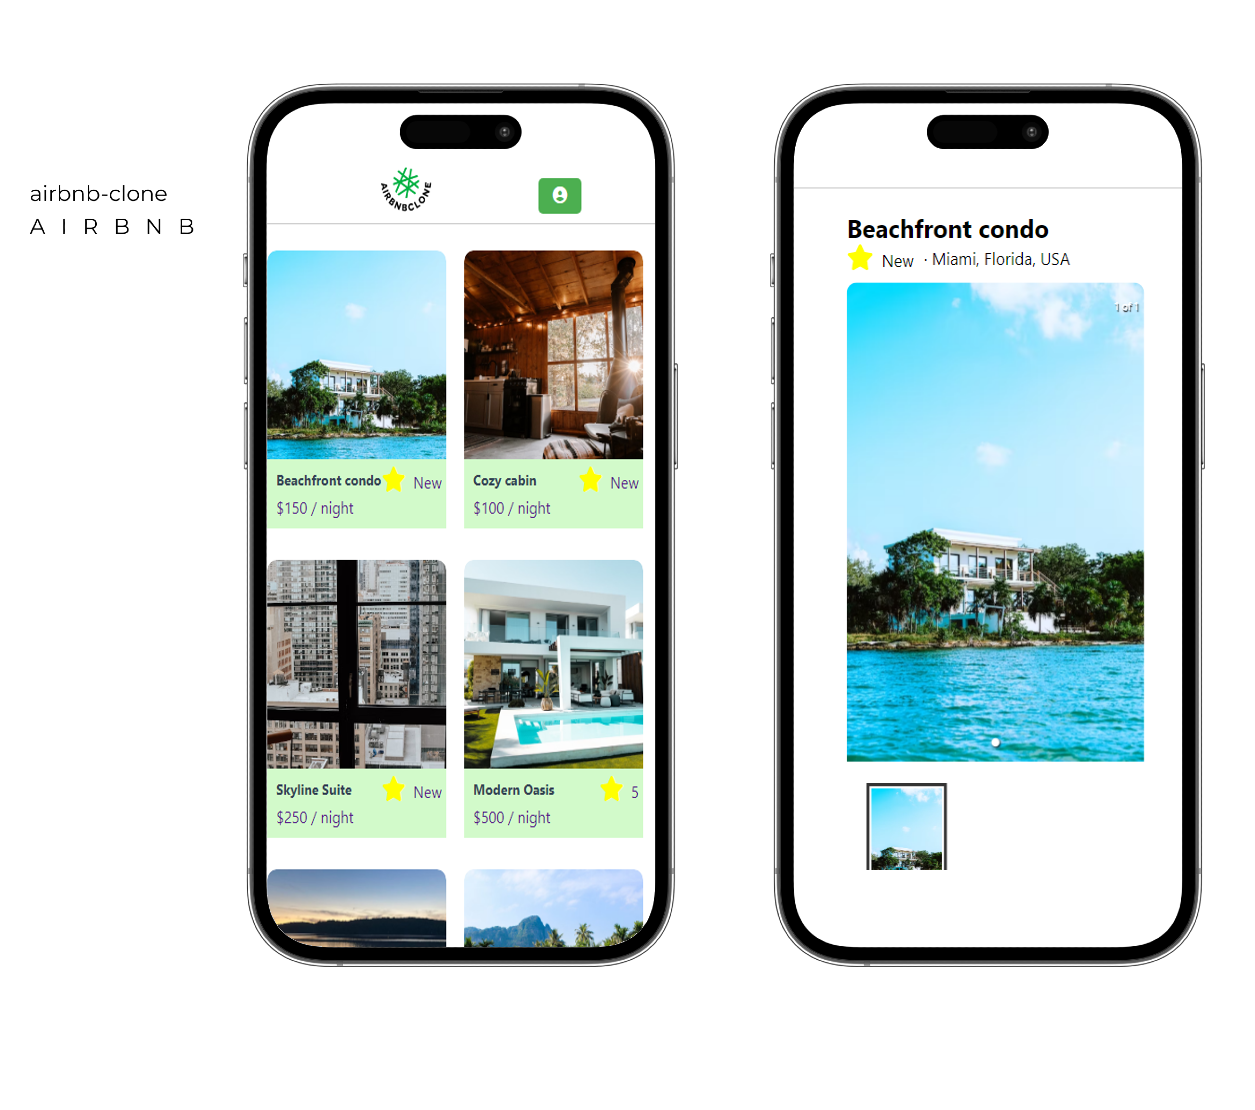 airbnb-clone
AIRBNB
AIRBNBCLONE
Beachfront condo New
$150 / night
Cozy cabin New
$100 / night
Skyline Suite New
$250 / night
Modern Oasis 5
$500 / night
Beachfront condo
New · Miami, Florida, USA
1 of 1